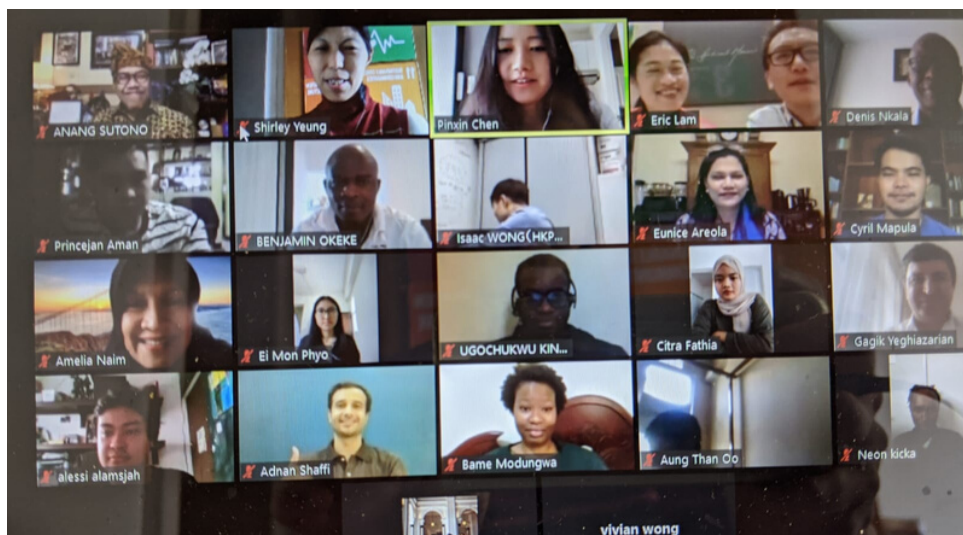 ANANG SUTONO
Shirley Yeung
Pinxin Chen
Eric Lam
Denis Nkala
Princejan Aman
BENJAMIN OKEKE
Isaac WONG(HKP...
Eunice Areola
Cyril Mapula
Amelia Naim
Ei Mon Phyo
UGOCHUKWU KIN...
Citra Fathia
Gagik Yeghiazarian
alessi alamsjah
Adnan Shaffi
Bame Modungwa
Aung Than Oo
Neon kicka
vivian wong